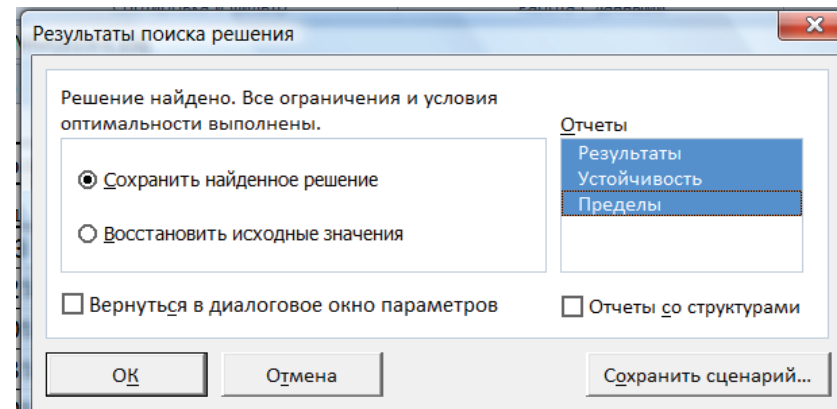 Результаты поиска решения
Решение найдено. Все ограничения и условия
оптимальности выполнены.
Сохранить найденное решение
Восстановить исходные значения
Отчеты
Результаты
Устойчивость
Пределы
Вернуться в диалоговое окно параметров
Отчеты со структурами
ОК
Отмена
Сохранить сценарий...